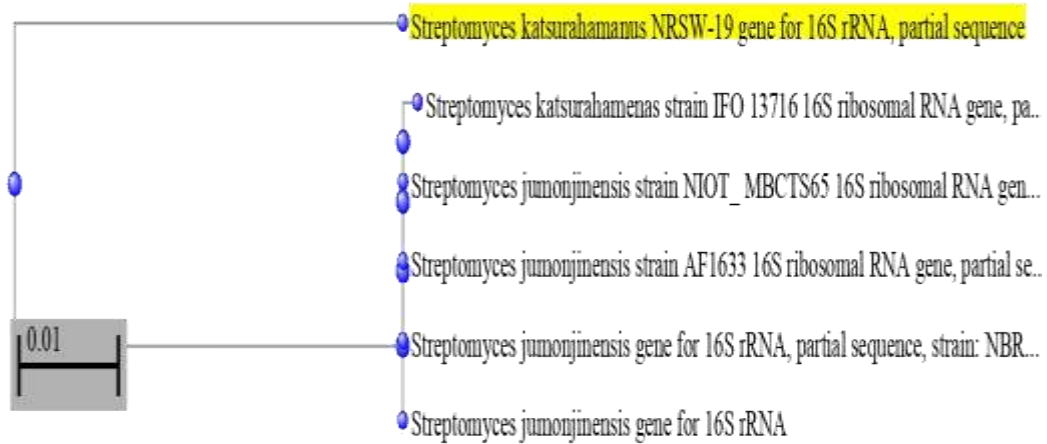 Streptomyces katsurahamanus NRSW-19 gene for 16S rRNA, partial sequence
Streptomyces katsurahamenas strain IFO 13716 16S ribosomal RNA gene, pa...
Streptomyces jumonjinensis strain NIOT_ MBCTS65 16S ribosomal RNA gen...
Streptomyces jumonjinensis strain AF1633 16S ribosomal RNA gene, partial se...
0.01
Streptomyces jumonjinensis gene for 16S rRNA, partial sequence, strain: NBR...
Streptomyces jumonjinensis gene for 16S rRNA